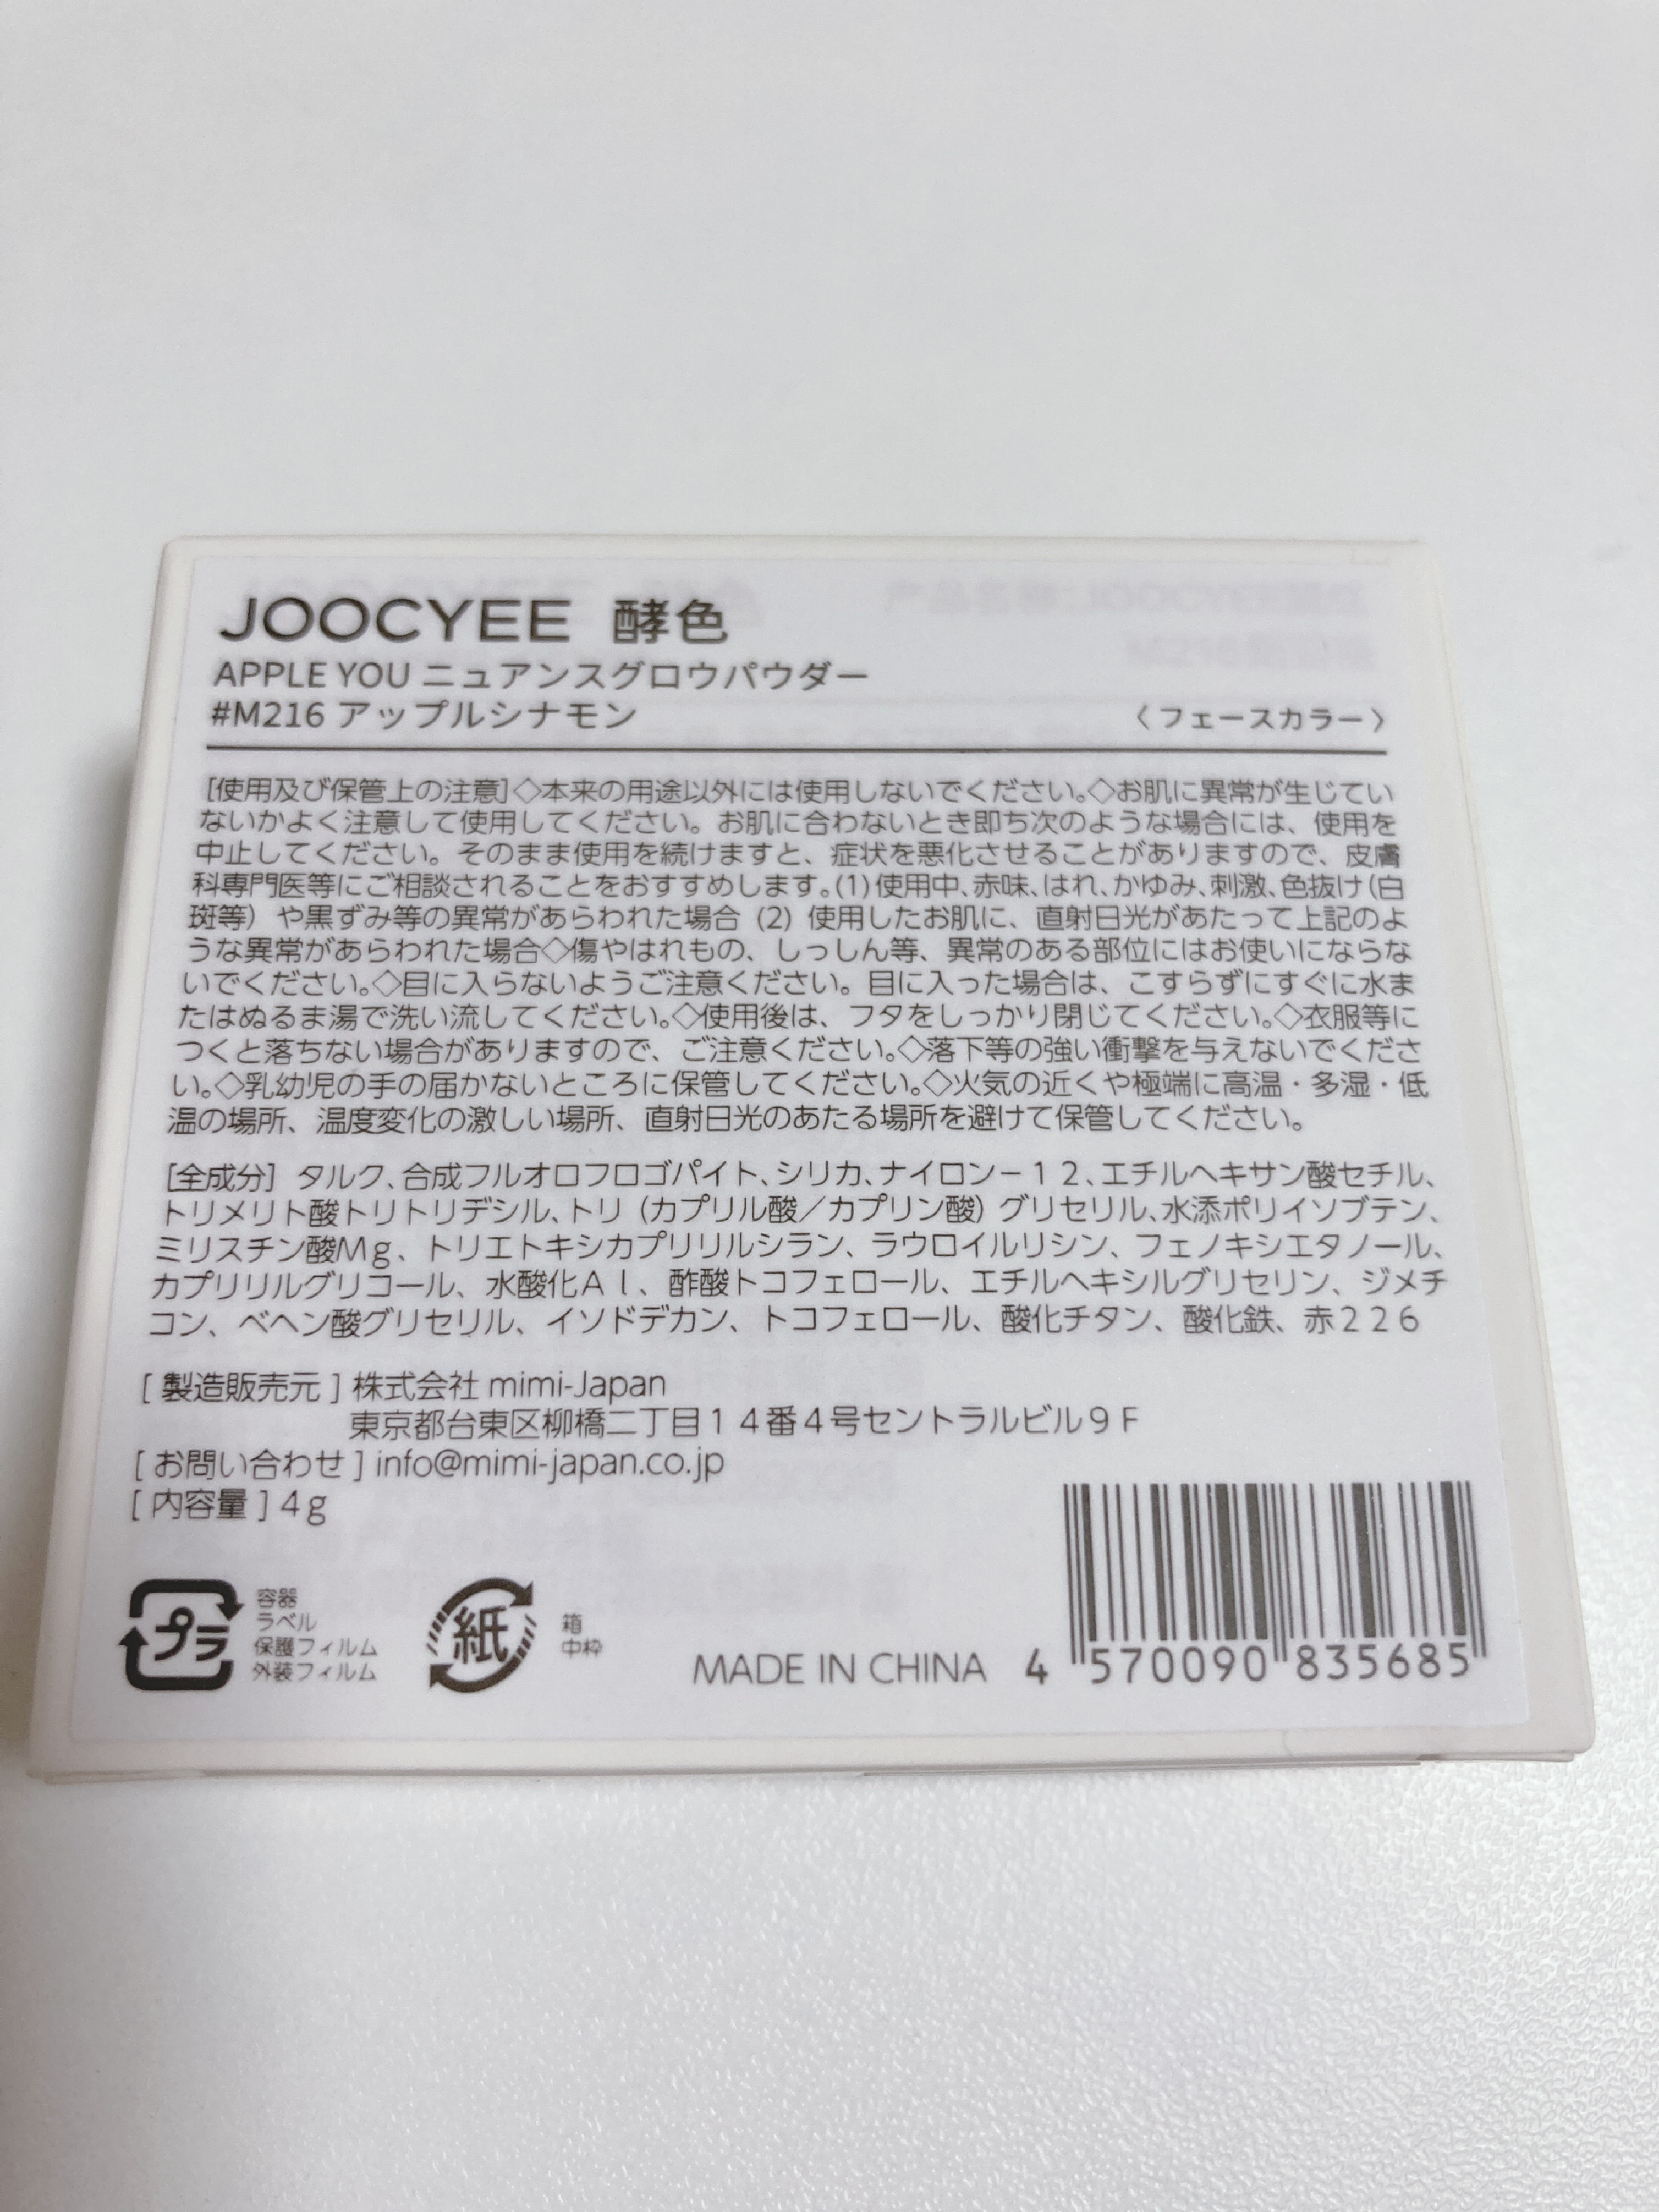 JOOCYEE 酵色
APPLE YOU ニュアンスグロウパウダー
#M216 アップルシナモン 〈フェースカラー〉
[使用及び保管上の注意]◇本来の用途以外には使用しないでください。◇お肌に異常が生じてい
ないかよく注意して使用してください。お肌に合わないとき即ち次のような場合には、使用を
中止してください。そのまま使用を続けますと、症状を悪化させることがありますので、皮膚
科専門医等にご相談されることをおすすめします。(1)使用中、赤味、はれ、かゆみ、刺激、色抜け(白
斑等）や黒ずみ等の異常があらわれた場合 (2) 使用したお肌に、直射日光があたって上記のよ
うな異常があらわれた場合◇傷やはれもの、しっしん等、異常のある部位にはお使いにならな
いでください。◇目に入らないようご注意ください。目に入った場合は、こすらずにすぐに水ま
たはぬるま湯で洗い流してください。◇使用後は、フタをしっかり閉じてください。◇衣服等に
つくと落ちない場合がありますので、ご注意ください。◇落下等の強い衝撃を与えないでくださ
い。◇乳幼児の手の届かないところに保管してください。◇火気の近くや極端に高温・多湿・低
温の場所、温度変化の激しい場所、直射日光のあたる場所を避けて保管してください。
[全成分] タルク、合成フルオロフロゴパイト、シリカ、ナイロン－１２、エチルヘキサン酸セチル、
トリメリト酸トリトリデシル、トリ（カプリル酸／カプリン酸）グリセリル、水添ポリイソブテン、
ミリスチン酸Ｍｇ、トリエトキシカプリリルシラン、ラウロイルリシン、フェノキシエタノール、
カプリリルグリコール、水酸化Ａｌ、酢酸トコフェロール、エチルヘキシルグリセリン、ジメチ
コン、ベヘン酸グリセリル、イソドデカン、トコフェロール、酸化チタン、酸化鉄、赤２２６
[ 製造販売元 ] 株式会社 mimi-Japan
東京都台東区柳橋二丁目１４番４号セントラルビル９Ｆ
[ お問い合わせ ] info@mimi-japan.co.jp
[ 内容量 ] 4g
プラ
容器
ラベル
保護フィルム
外装フィルム
紙
箱
中枠
MADE IN CHINA
4 570090 835685